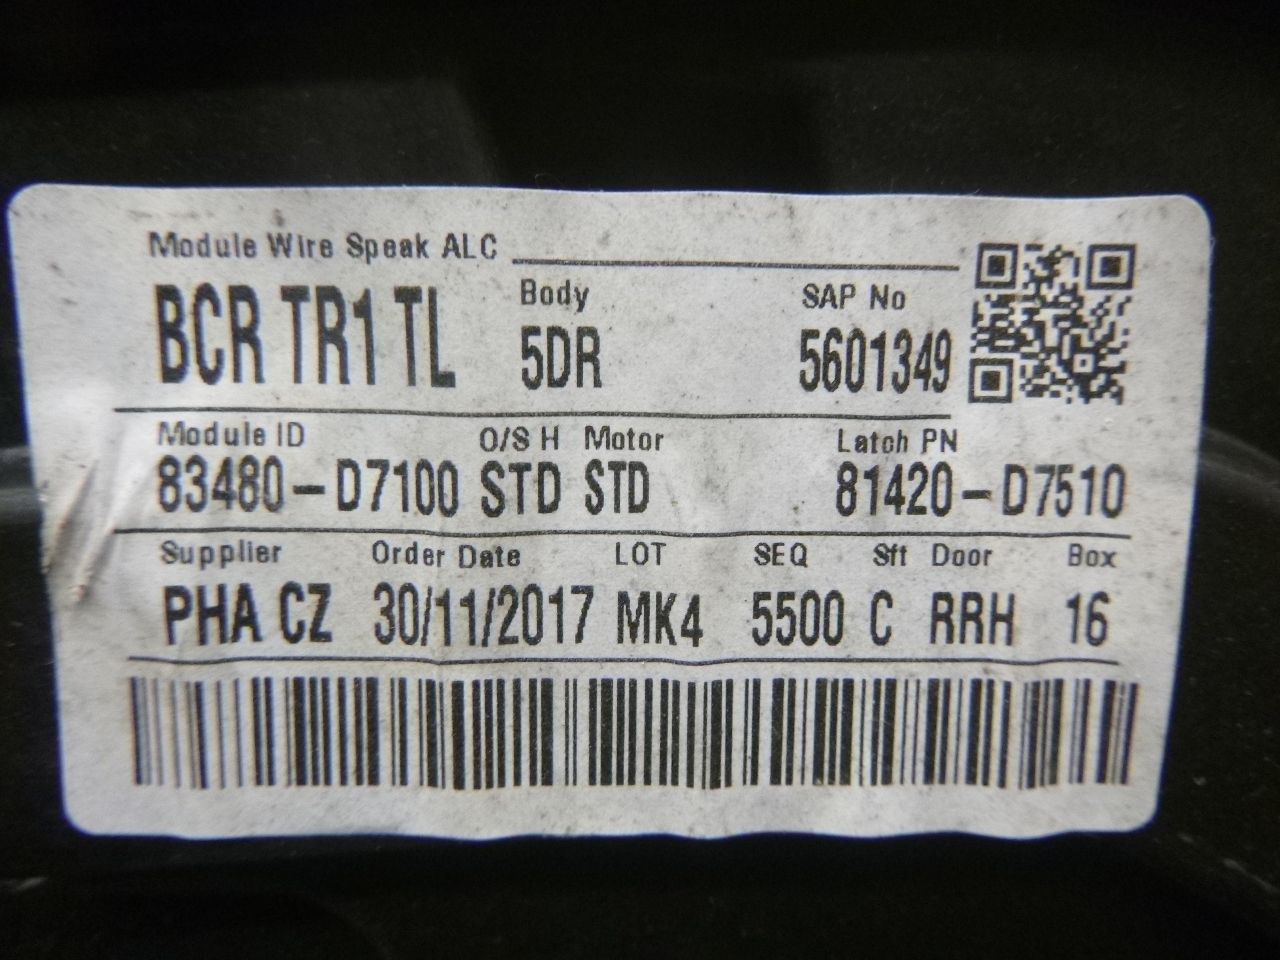 Module Wire Speak ALC
BCR TR1 TL
Body
5DR
SAP No
5601349
Module ID O/S H Motor Latch PN
83480-D7100 STD STD 81420-D7510
Supplier Order Date LOT SEQ Sft Door Box
PHA CZ 30/11/2017 MK4 5500 C RRH 16